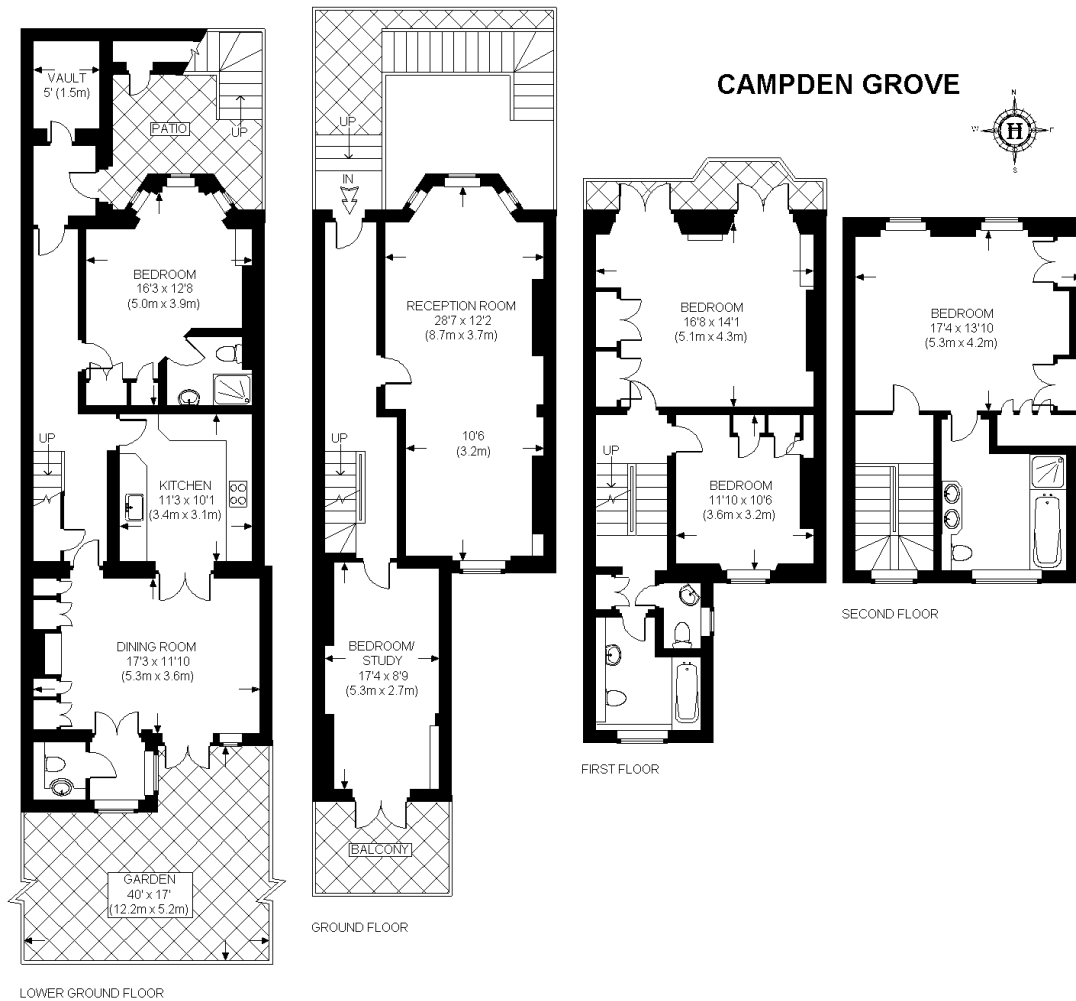 CAMPDEN GROVE
N
W
H
S
VAULT
5' (1.5m)
PATIO
UP
BEDROOM
16'3 x 12'8
(5.0m x 3.9m)
UP
KITCHEN
11'3 x 10'1
(3.4m x 3.1m)
DINING ROOM
17'3 x 11'10
(5.3m x 3.6m)
GARDEN
40' x 17'
(12.2m x 5.2m)
LOWER GROUND FLOOR
UP
IN
RECEPTION ROOM
28'7 x 12'2
(8.7m x 3.7m)
10'6
(3.2m)
UP
BEDROOM/
STUDY
17'4 x 8'9
(5.3m x 2.7m)
BALCONY
GROUND FLOOR
BEDROOM
16'8 x 14'1
(5.1m x 4.3m)
UP
BEDROOM
11'10 x 10'6
(3.6m x 3.2m)
FIRST FLOOR
BEDROOM
17'4 x 13'10
(5.3m x 4.2m)
SECOND FLOOR